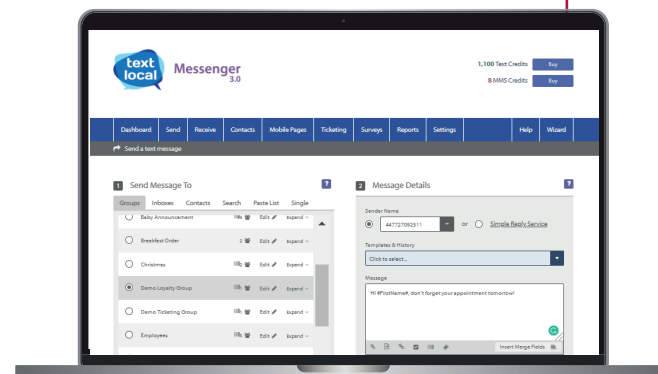 text
local
Messenger
3.0
1,100 Text Credits Buy
8 MMS Credits Buy
Dashboard Send Receive Contacts Mobile Pages Ticketing Surveys Reports Settings Help Wizard
Send a text message
1 Send Message To ?
2 Message Details ?
Groups Inboxes Contacts Search Paste List Single
Baby Announcement Edit Expand
Breakfast Order 2 Edit Expand
Christmas Edit Expand
Demo Loyalty Group Edit Expand
Demo Ticketing Group Edit Expand
Employees Edit Expand
Sender Name
447727092311 or Simple Reply Service
Templates & History
Click to select...
Message
Hi #FirstName#, don't forget your appointment tomorrow!
Insert Merge Fields